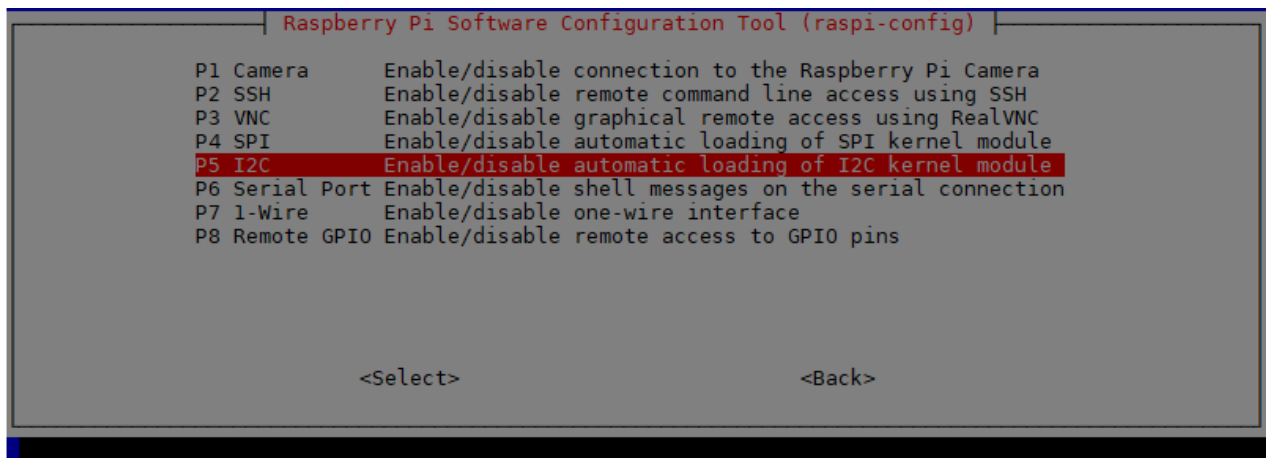 Raspberry Pi Software Configuration Tool (raspi-config)
P1 Camera Enable/disable connection to the Raspberry Pi Camera
P2 SSH Enable/disable remote command line access using SSH
P3 VNC Enable/disable graphical remote access using RealVNC
P4 SPI Enable/disable automatic loading of SPI kernel module
P5 I2C Enable/disable automatic loading of I2C kernel module
P6 Serial Port Enable/disable shell messages on the serial connection
P7 1-Wire Enable/disable one-wire interface
P8 Remote GPIO Enable/disable remote access to GPIO pins
<Select> <Back>